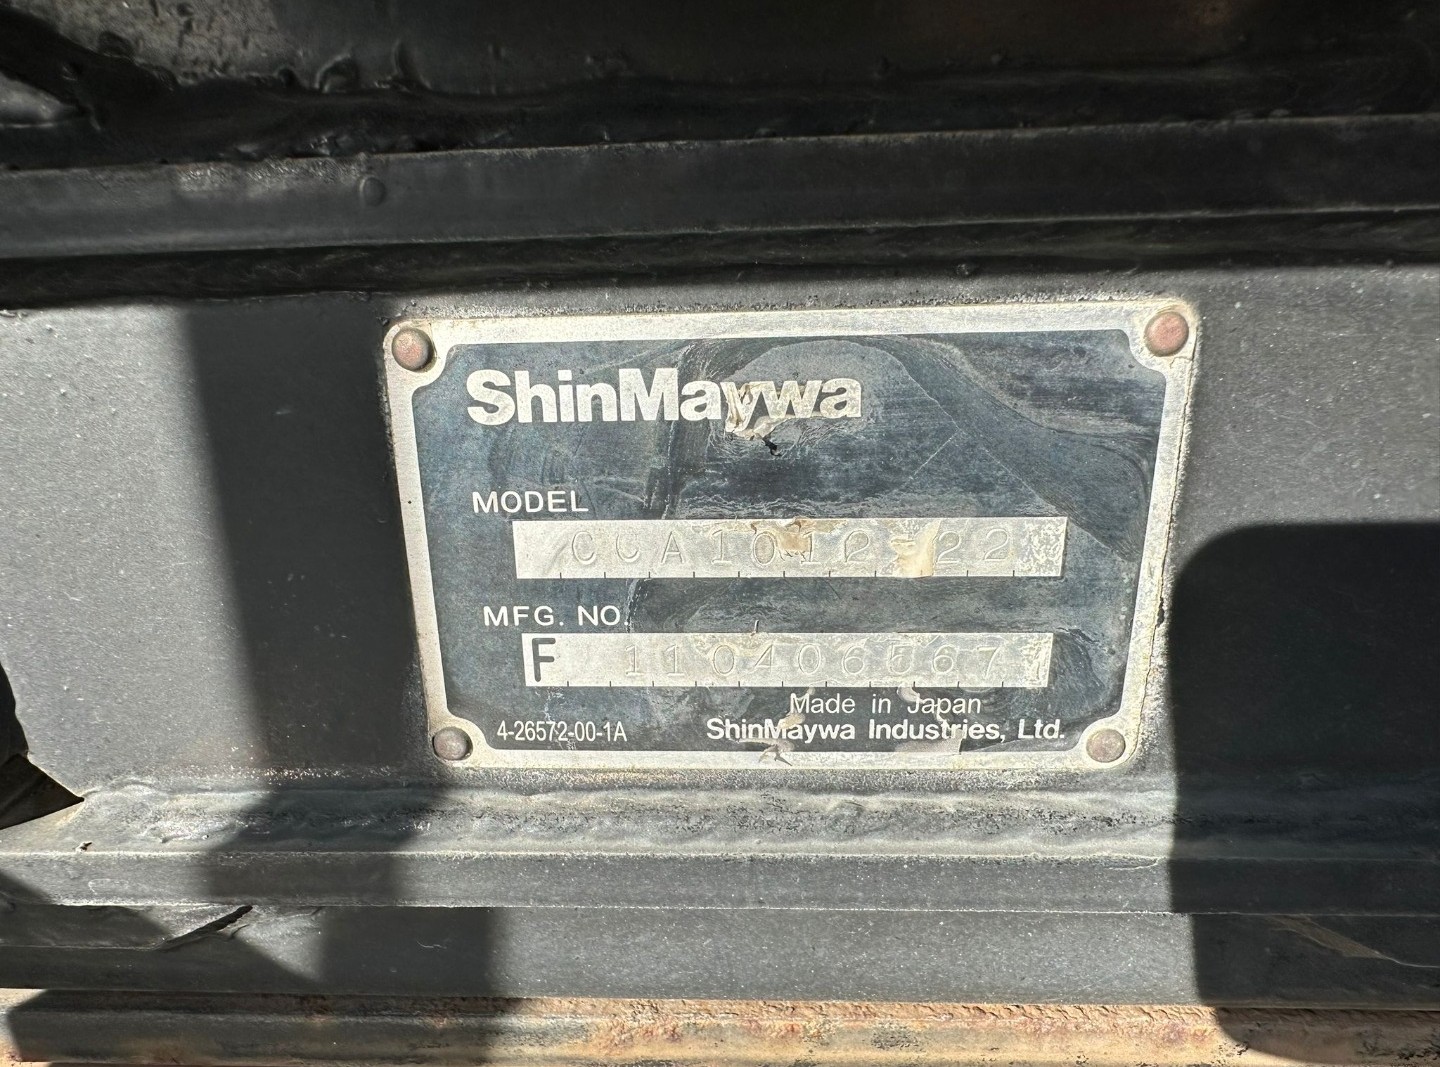 ShinMaywa
MODEL
CCA1012-22
MFG. NO.
F 110406567
Made in Japan
4-26572-00-1A ShinMaywa Industries, Ltd.